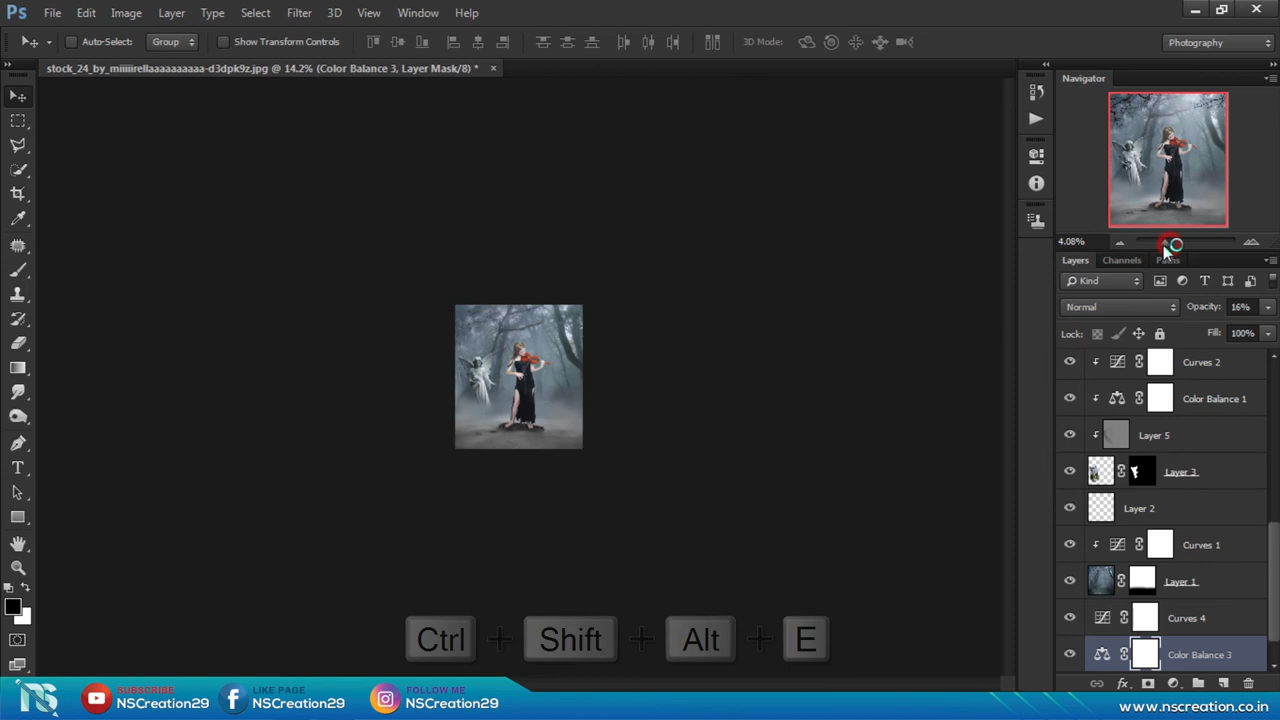 Ps File Edit Image Layer Type Select Filter 3D View Window Help
Auto-Select: Group Show Transform Controls 3D Mode: Photography
stock_24_by_miiiiirellaaaaaaaaaa-d3dpk9z.jpg @ 14.2% (Color Balance 3, Layer Mask/8) *
Navigator
4.08%
Layers Channels Paths
Kind
Normal Opacity: 16%
Lock: Fill: 100%
Curves 2
Color Balance 1
Layer 5
Layer 3
Layer 2
Curves 1
Layer 1
Curves 4
Color Balance 3
Ctrl + Shift + Alt + E
NS
SUBSCRIBE
NSCreation29
LIKE PAGE
NSCreation29
FOLLOW ME
NSCreation29
www.nscreation.co.in